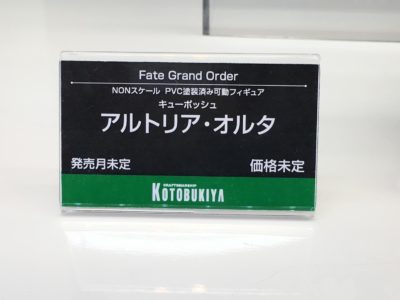 Fate Grand Order
NONスケール PVC塗装済み可動フィギュア
キューポッシュ
アルトリア・オルタ
発売月未定 価格未定
CRAFTSMANSHIP
KOTOBUKIYA